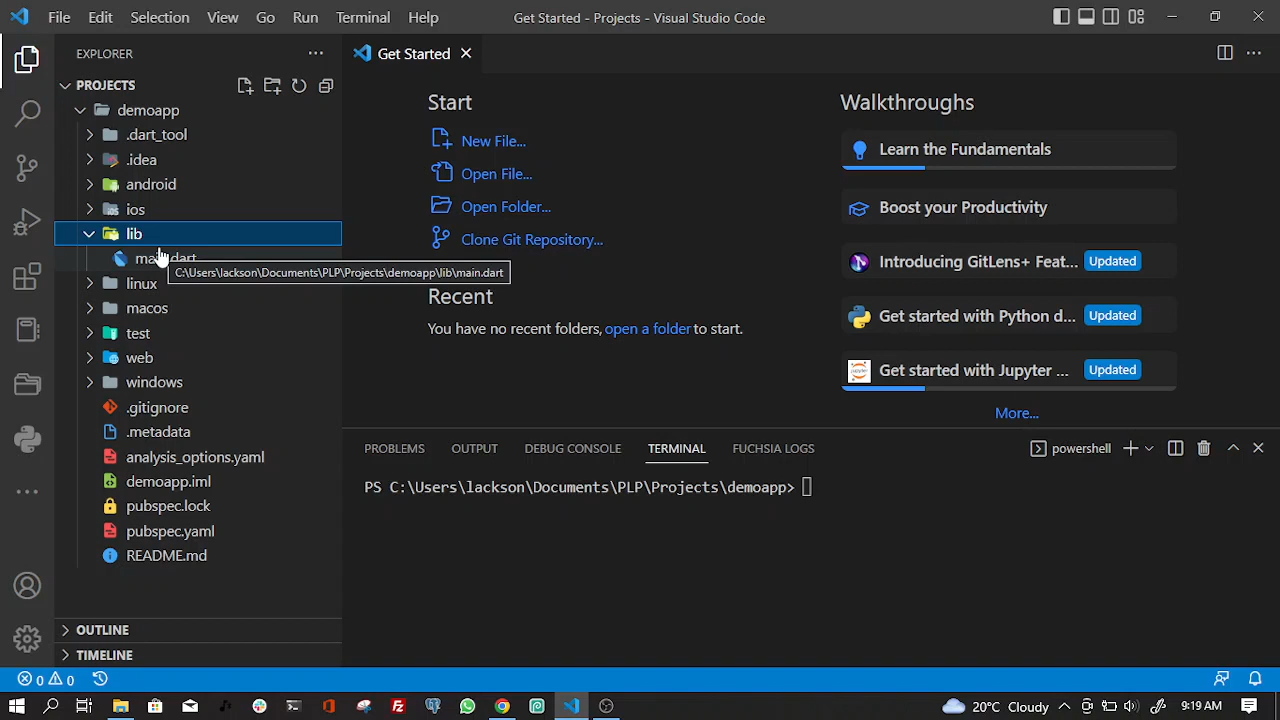 File Edit Selection View Go Run Terminal Help
Get Started - Projects - Visual Studio Code
EXPLORER
PROJECTS
demoapp
.dart_tool
.idea
android
ios
lib
C:\Users\lackson\Documents\PLP\Projects\demoapp\lib\main.dart
linux
macos
test
web
windows
.gitignore
.metadata
analysis_options.yaml
demoapp.iml
pubspec.lock
pubspec.yaml
README.md
OUTLINE
TIMELINE
Get Started
Start
New File...
Open File...
Open Folder...
Clone Git Repository...
Recent
You have no recent folders, open a folder to start.
Walkthroughs
Learn the Fundamentals
Boost your Productivity
Introducing GitLens+ Feat... Updated
Get started with Python d... Updated
Get started with Jupyter ... Updated
More...
PROBLEMS OUTPUT DEBUG CONSOLE TERMINAL FUCHSIA LOGS
powershell
PS C:\Users\lackson\Documents\PLP\Projects\demoapp>
0 0
20°C Cloudy 9:19 AM